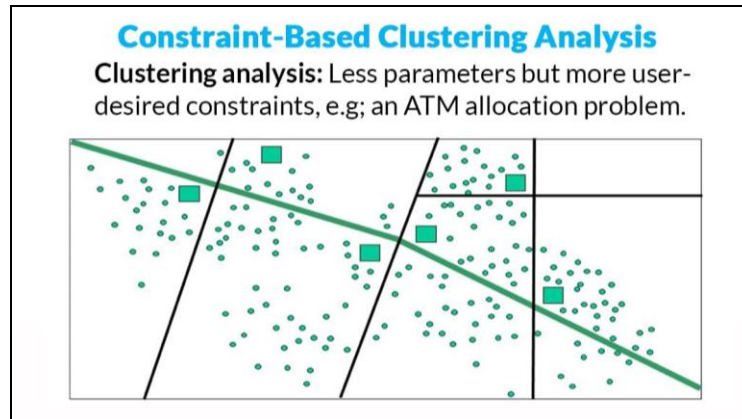 Constraint-Based Clustering Analysis
Clustering analysis: Less parameters but more user-
desired constraints, e.g; an ATM allocation problem.